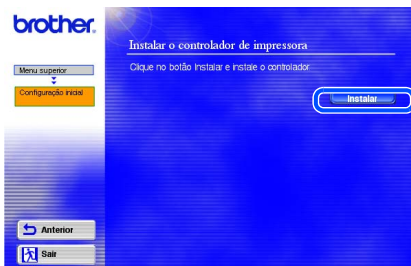 brother.
Menu superior
Configuração inicial
Instalar o controlador de impressora
Clique no botão Instalar e instale o controlador.
Instalar
Anterior
Sair